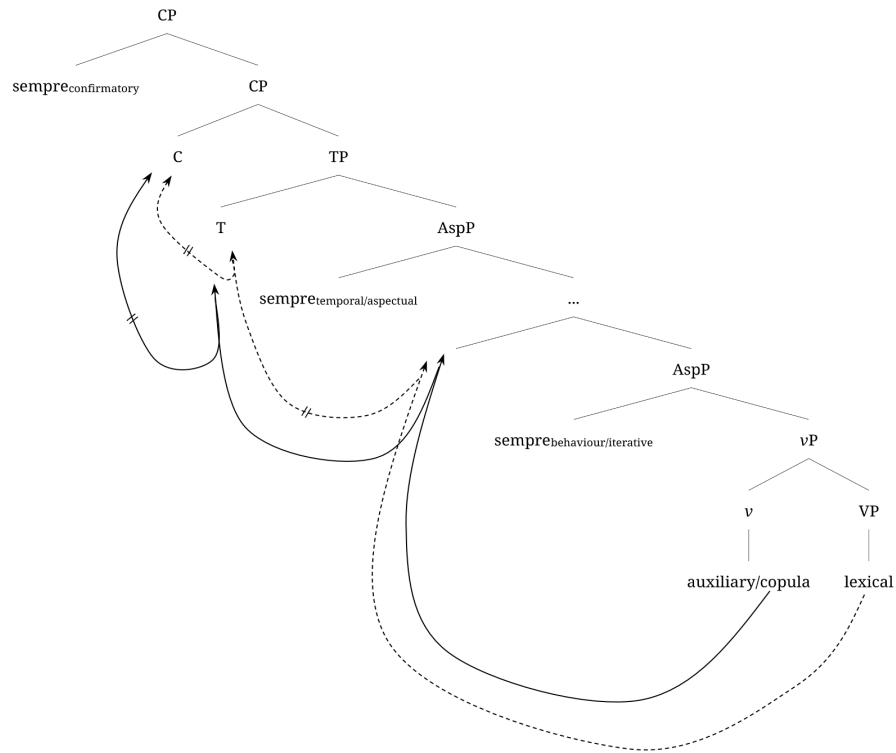 CP
sempreconfirmatory CP
C TP
T AspP
sempretemporal/aspectual ...
AspP
semprebehaviour/iterative vP
v VP
auxiliary/copula lexical